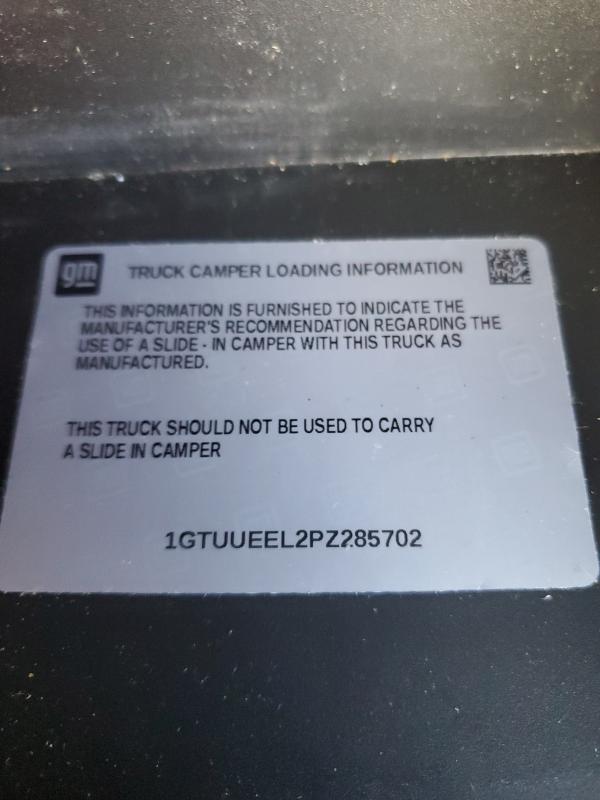 gm
TRUCK CAMPER LOADING INFORMATION
THIS INFORMATION IS FURNISHED TO INDICATE THE
MANUFACTURER'S RECOMMENDATION REGARDING THE
USE OF A SLIDE - IN CAMPER WITH THIS TRUCK AS
MANUFACTURED.
THIS TRUCK SHOULD NOT BE USED TO CARRY
A SLIDE IN CAMPER
1GTUUEEL2PZ285702